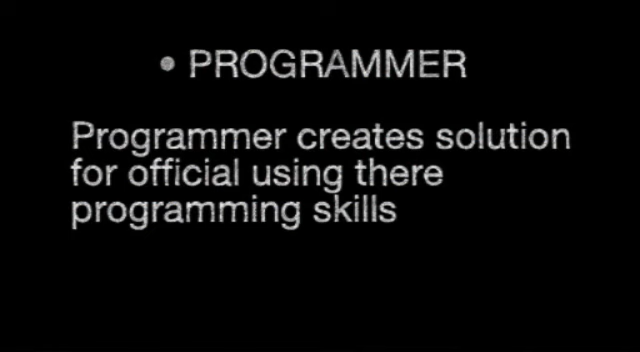 • PROGRAMMER
Programmer creates solution
for official using there
programming skills